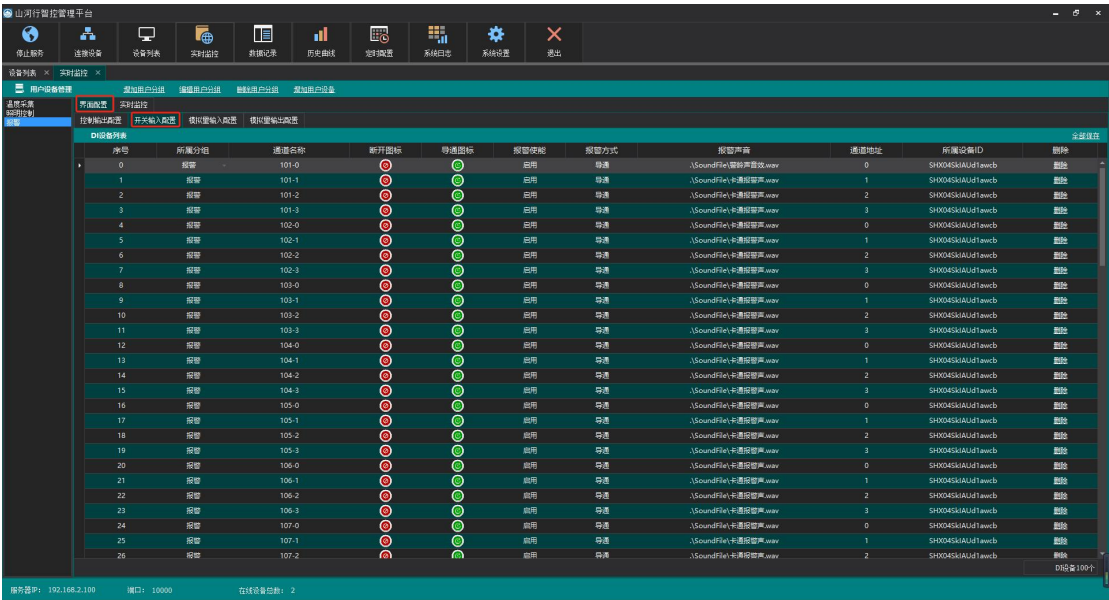 山河行智控管理平台
停止服务 连接设备 设备列表 实时监控 数据记录 历史曲线 定时配置 系统日志 系统设置 退出
设备列表 × 实时监控 ×
用户设备管理 增加用户分组 编辑用户分组 删除用户分组 增加用户设备
温度采集 界面配置 实时监控
照明控制
报警 控制输出配置 开关输入配置 模拟量输入配置 模拟量输出配置
DI设备列表 全部保存
序号 所属分组 通道名称 断开图标 导通图标 报警使能 报警方式 报警声音 通道地址 所属设备ID 删除
0 报警 101-0 启用 导通 .\SoundFile\警铃声音效.wav 0 SHX04SkIAUd1awcb 删除
1 报警 101-1 启用 导通 .\SoundFile\卡通报警声.wav 1 SHX04SkIAUd1awcb 删除
2 报警 101-2 启用 导通 .\SoundFile\卡通报警声.wav 2 SHX04SkIAUd1awcb 删除
3 报警 101-3 启用 导通 .\SoundFile\卡通报警声.wav 3 SHX04SkIAUd1awcb 删除
4 报警 102-0 启用 导通 .\SoundFile\卡通报警声.wav 0 SHX04SkIAUd1awcb 删除
5 报警 102-1 启用 导通 .\SoundFile\卡通报警声.wav 1 SHX04SkIAUd1awcb 删除
6 报警 102-2 启用 导通 .\SoundFile\卡通报警声.wav 2 SHX04SkIAUd1awcb 删除
7 报警 102-3 启用 导通 .\SoundFile\卡通报警声.wav 3 SHX04SkIAUd1awcb 删除
8 报警 103-0 启用 导通 .\SoundFile\卡通报警声.wav 0 SHX04SkIAUd1awcb 删除
9 报警 103-1 启用 导通 .\SoundFile\卡通报警声.wav 1 SHX04SkIAUd1awcb 删除
10 报警 103-2 启用 导通 .\SoundFile\卡通报警声.wav 2 SHX04SkIAUd1awcb 删除
11 报警 103-3 启用 导通 .\SoundFile\卡通报警声.wav 3 SHX04SkIAUd1awcb 删除
12 报警 104-0 启用 导通 .\SoundFile\卡通报警声.wav 0 SHX04SkIAUd1awcb 删除
13 报警 104-1 启用 导通 .\SoundFile\卡通报警声.wav 1 SHX04SkIAUd1awcb 删除
14 报警 104-2 启用 导通 .\SoundFile\卡通报警声.wav 2 SHX04SkIAUd1awcb 删除
15 报警 104-3 启用 导通 .\SoundFile\卡通报警声.wav 3 SHX04SkIAUd1awcb 删除
16 报警 105-0 启用 导通 .\SoundFile\卡通报警声.wav 0 SHX04SkIAUd1awcb 删除
17 报警 105-1 启用 导通 .\SoundFile\卡通报警声.wav 1 SHX04SkIAUd1awcb 删除
18 报警 105-2 启用 导通 .\SoundFile\卡通报警声.wav 2 SHX04SkIAUd1awcb 删除
19 报警 105-3 启用 导通 .\SoundFile\卡通报警声.wav 3 SHX04SkIAUd1awcb 删除
20 报警 106-0 启用 导通 .\SoundFile\卡通报警声.wav 0 SHX04SkIAUd1awcb 删除
21 报警 106-1 启用 导通 .\SoundFile\卡通报警声.wav 1 SHX04SkIAUd1awcb 删除
22 报警 106-2 启用 导通 .\SoundFile\卡通报警声.wav 2 SHX04SkIAUd1awcb 删除
23 报警 106-3 启用 导通 .\SoundFile\卡通报警声.wav 3 SHX04SkIAUd1awcb 删除
24 报警 107-0 启用 导通 .\SoundFile\卡通报警声.wav 0 SHX04SkIAUd1awcb 删除
25 报警 107-1 启用 导通 .\SoundFile\卡通报警声.wav 1 SHX04SkIAUd1awcb 删除
26 报警 107-2 启用 导通 .\SoundFile\卡通报警声.wav 2 SHX04SkIAUd1awcb 删除
DI设备100个
服务器IP: 192.168.2.100 端口: 10000 在线设备总数: 2